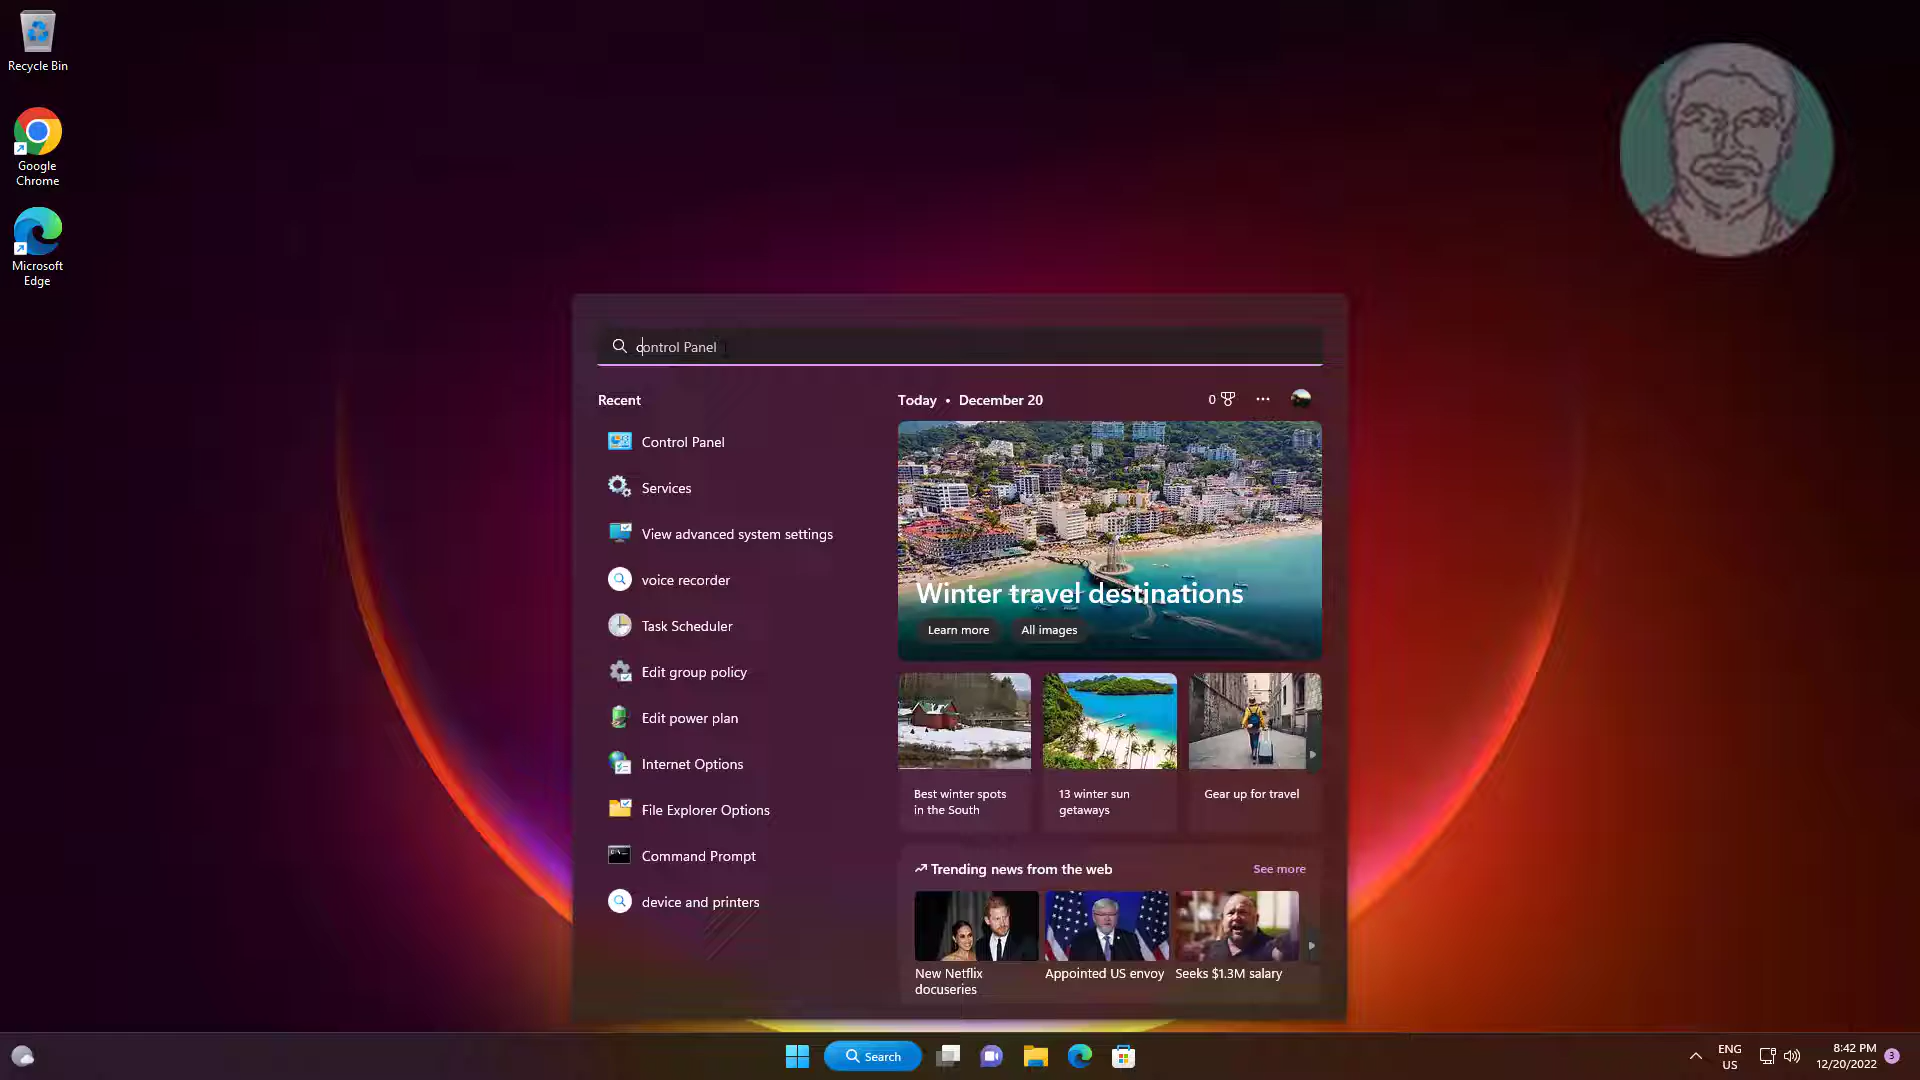 Recycle Bin
Google
Chrome
Microsoft
Edge
control Panel
Recent
Control Panel
Services
View advanced system settings
voice recorder
Task Scheduler
Edit group policy
Edit power plan
Internet Options
File Explorer Options
Command Prompt
device and printers
Today • December 20
0
Winter travel destinations
Learn more
All images
Best winter spots
in the South
13 winter sun
getaways
Gear up for travel
Trending news from the web
See more
New Netflix
docuseries
Appointed US envoy
Seeks $1.3M salary
Search
ENG
US
8:42 PM
12/20/2022
3